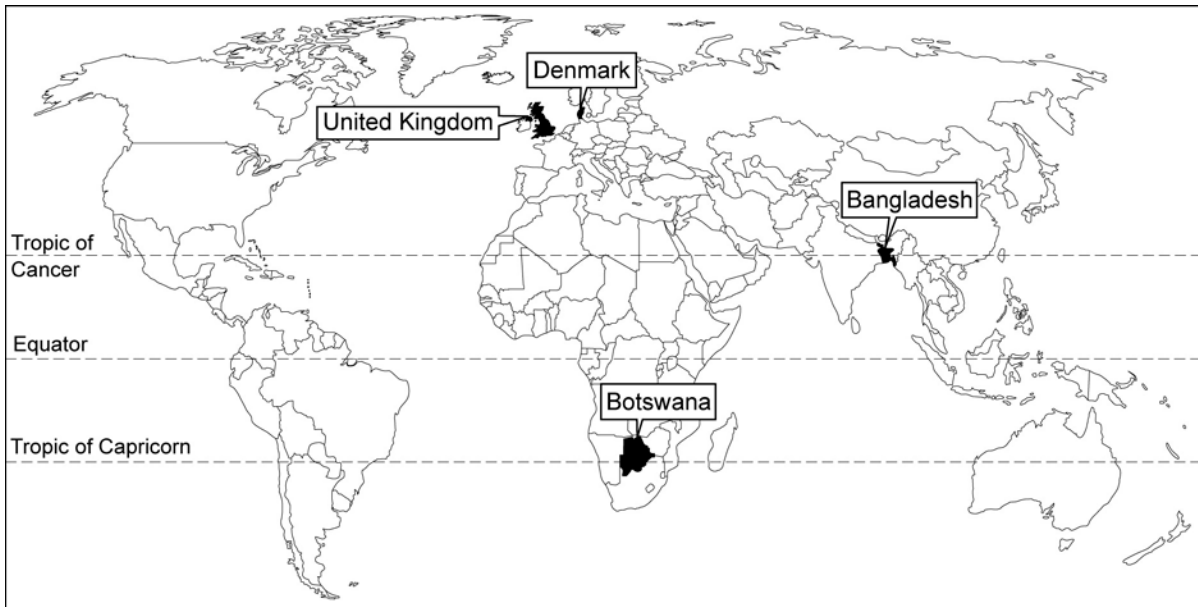 Denmark
United Kingdom
Bangladesh
Tropic of
Cancer
Equator
Botswana
Tropic of Capricorn